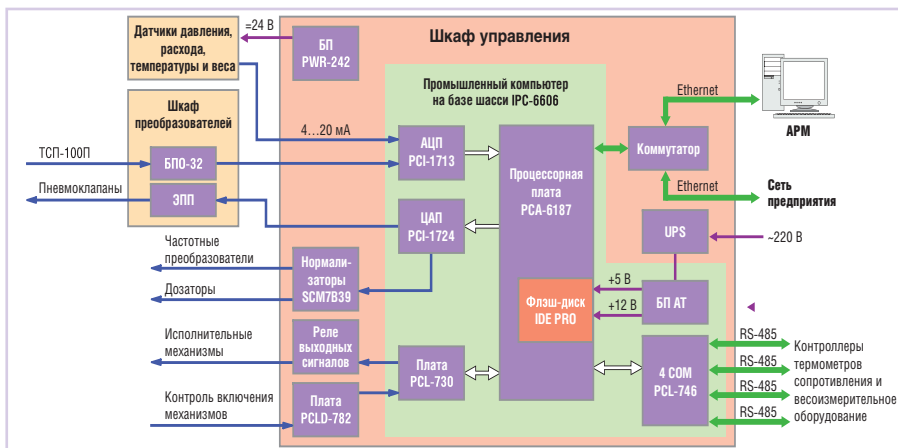 Датчики давления,
расхода,
температуры и веса
=24 В
БП
PWR-242
Шкаф управления
Промышленный компьютер
на базе шасси IPC-6606
Шкаф
преобразователей
4...20 мА
ТСП-100П
БПО-32
АЦП
PCI-1713
Пневмоклапаны
ЭПП
ЦАП
PCI-1724
Процессорная
плата
PCA-6187
Коммутатор
Ethernet
АРМ
Ethernet
Сеть
предприятия
UPS
~220 В
Частотные
преобразователи
Дозаторы
Нормали-
заторы
SCM7B39
Флэш-диск
IDE PRO
+5 В
+12 В
БП АТ
Исполнительные
механизмы
Реле
выходных
сигналов
Плата
PCL-730
Контроль включения
механизмов
Плата
PCLD-782
4 COM
PCL-746
RS-485
RS-485
RS-485
RS-485
Контроллеры
термометров
сопротивления и
весоизмерительное
оборудование